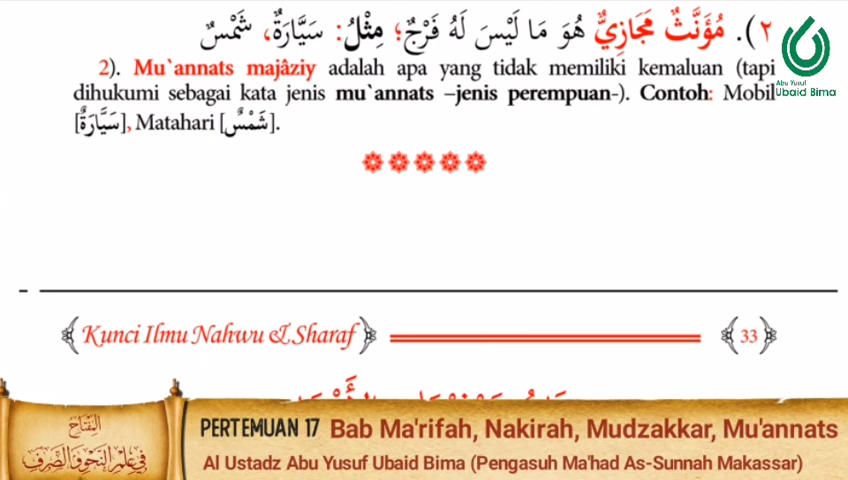 ٢). مُؤَنَّثٌ مَجَازِيٌّ هُوَ مَا لَيْسَ لَهُ فَرْجٌ؛ مِثْلُ: سَيَّارَةٌ، شَمْسٌ
2). Mu`annats majâziy adalah apa yang tidak memiliki kemaluan (tapi
dihukumi sebagai kata jenis mu`annats –jenis perempuan-). Contoh: Mobil
[سَيَّارَةٌ], Matahari [شَمْسٌ].
Abu Yusuf
Ubaid Bima
Kunci Ilmu Nahwu & Sharaf
33
المفتاح
في علم النحو والصرف
PERTEMUAN 17 Bab Ma'rifah, Nakirah, Mudzakkar, Mu'annats
Al Ustadz Abu Yusuf Ubaid Bima (Pengasuh Ma'had As-Sunnah Makassar)